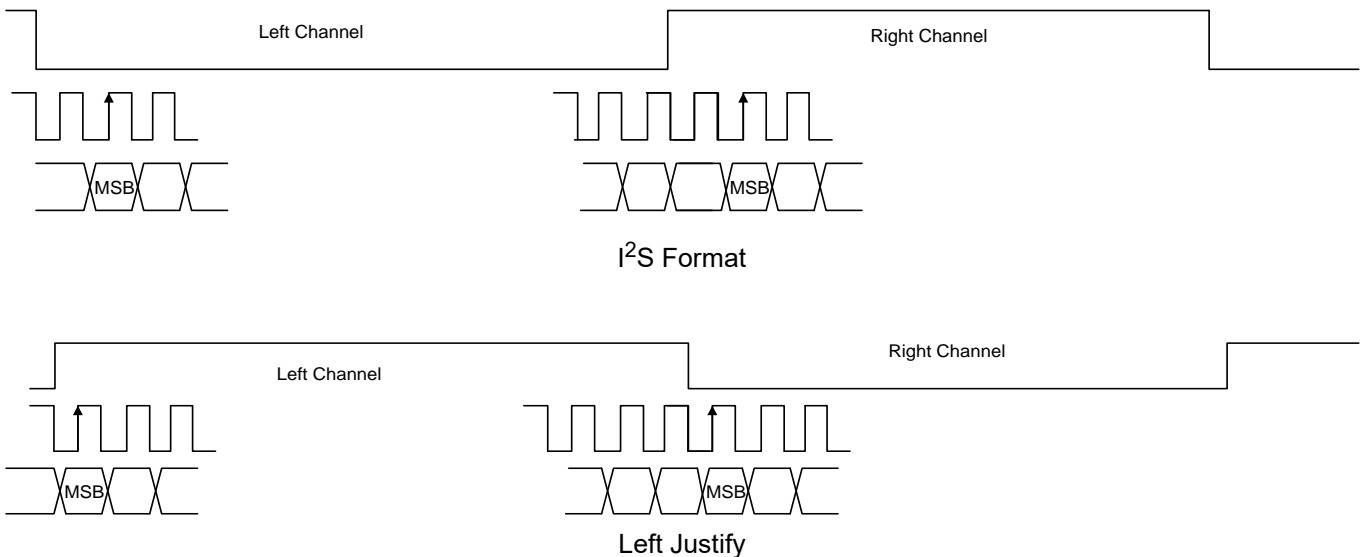 Left Channel
Right Channel
MSB
MSB
I²S Format
Right Channel
Left Channel
MSB
MSB
Left Justify